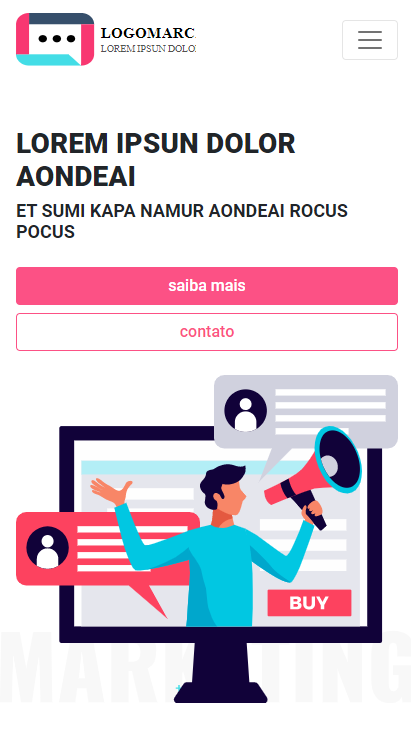 LOGOMARC
LOREM IPSUN DOLO
LOREM IPSUN DOLOR
AONDEAI
ET SUMI KAPA NAMUR AONDEAI ROCUS
POCUS
saiba mais
contato
BUY
MARKETING